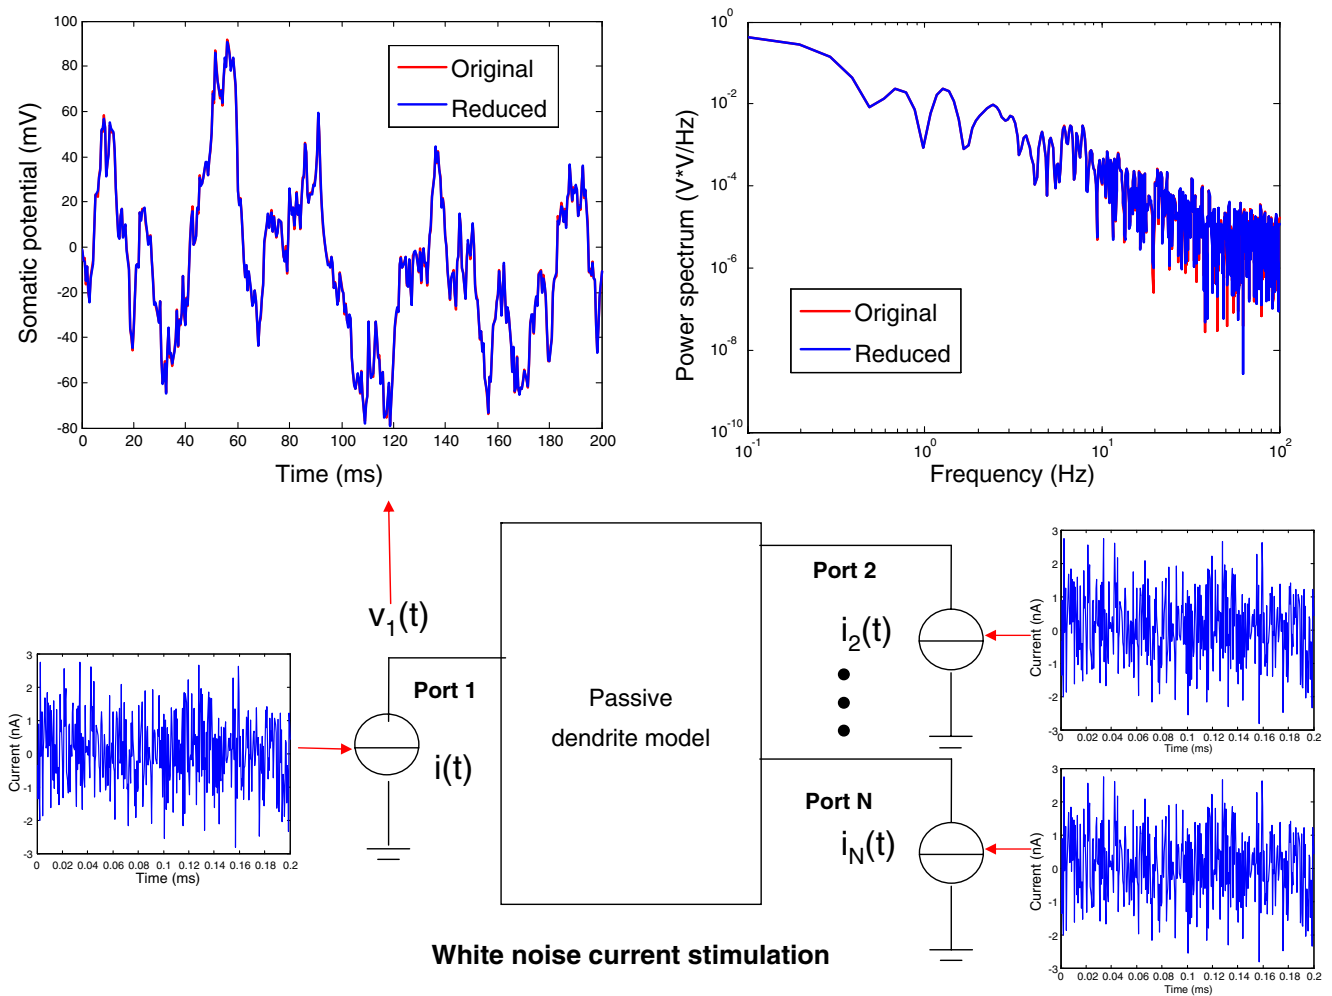 100
80
60
40
20
0
-20
-40
-60
-80
0 20 40 60 80 100 120 140 160 180 200
Somatic potential (mV)
Time (ms)
Original
Reduced
10^0
10^-2
10^-4
10^-6
10^-8
10^-10
10^-1 10^0 10^1 10^2
Power spectrum (V*V/Hz)
Frequency (Hz)
Original
Reduced
v1(t)
Port 1
i(t)
Passive
dendrite model
Port 2
i2(t)
Port N
iN(t)
3
2
1
0
-1
-2
-3
0 0.02 0.04 0.06 0.08 0.1 0.12 0.14 0.16 0.18 0.2
Current (nA)
Time (ms)
3
2
1
0
-1
-2
-3
0 0.02 0.04 0.06 0.08 0.1 0.12 0.14 0.16 0.18 0.2
Current (nA)
Time (ms)
3
2
1
0
-1
-2
-3
0 0.02 0.04 0.06 0.08 0.1 0.12 0.14 0.16 0.18 0.2
Current (nA)
Time (ms)
White noise current stimulation